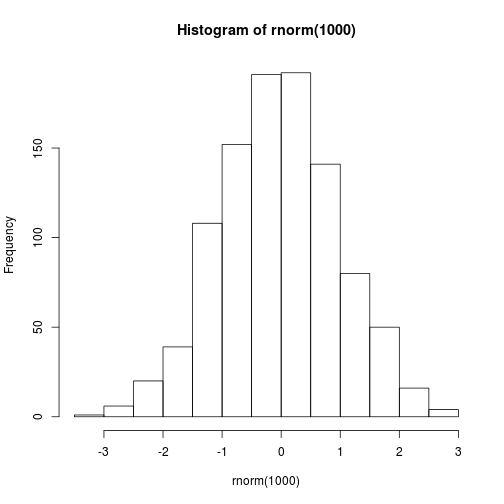 Histogram of rnorm(1000)
Frequency
150
100
50
0
-3 -2 -1 0 1 2 3
rnorm(1000)